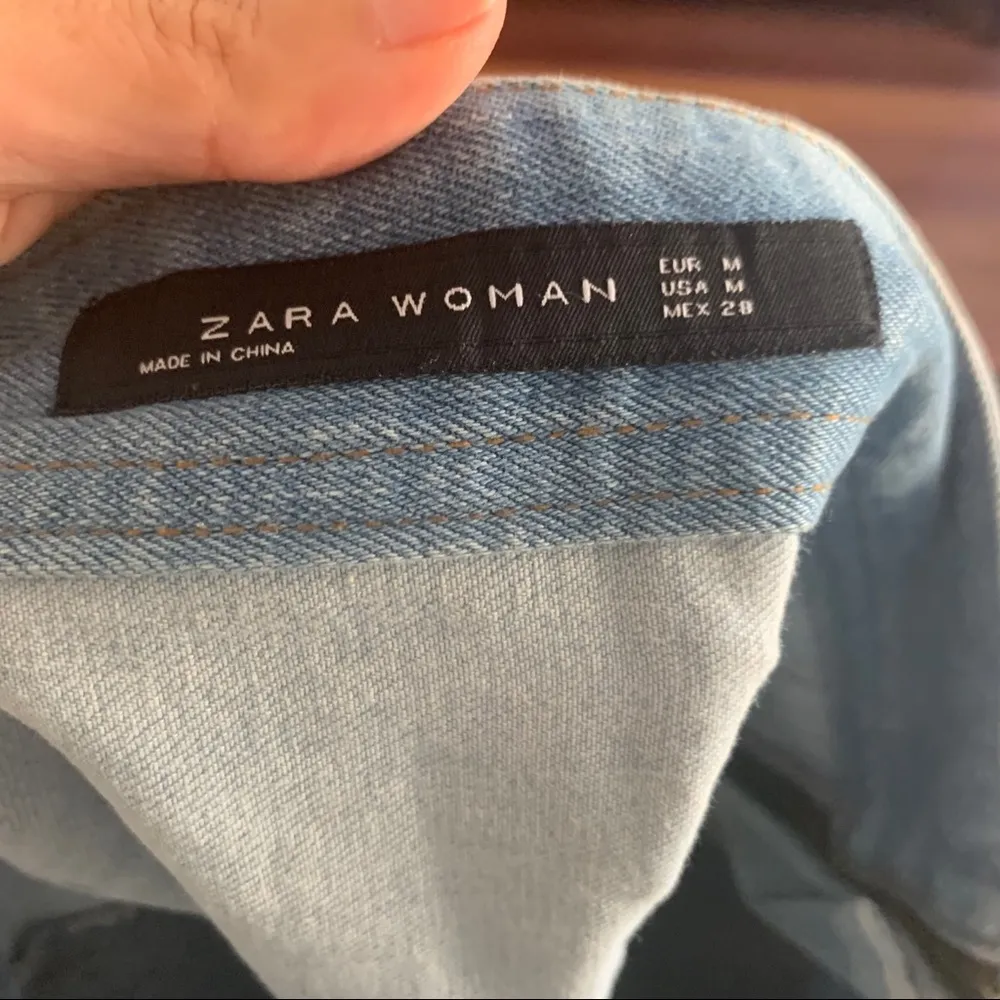 ZARA WOMAN
MADE IN CHINA
EUR M
USA M
MEX 28